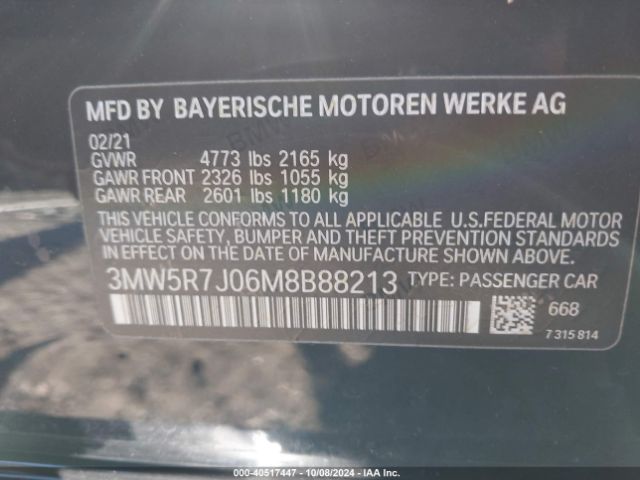 MFD BY BAYERISCHE MOTOREN WERKE AG
02/21
GVWR 4773 lbs 2165 kg
GAWR FRONT 2326 lbs 1055 kg
GAWR REAR 2601 lbs 1180 kg
THIS VEHICLE CONFORMS TO ALL APPLICABLE U.S.FEDERAL MOTOR
VEHICLE SAFETY, BUMPER AND THEFT PREVENTION STANDARDS
IN EFFECT ON THE DATE OF MANUFACTURE SHOWN ABOVE.
3MW5R7J06M8B88213 TYPE: PASSENGER CAR
668
7 315 814
000-40517447 - 10/08/2024 - IAA Inc.